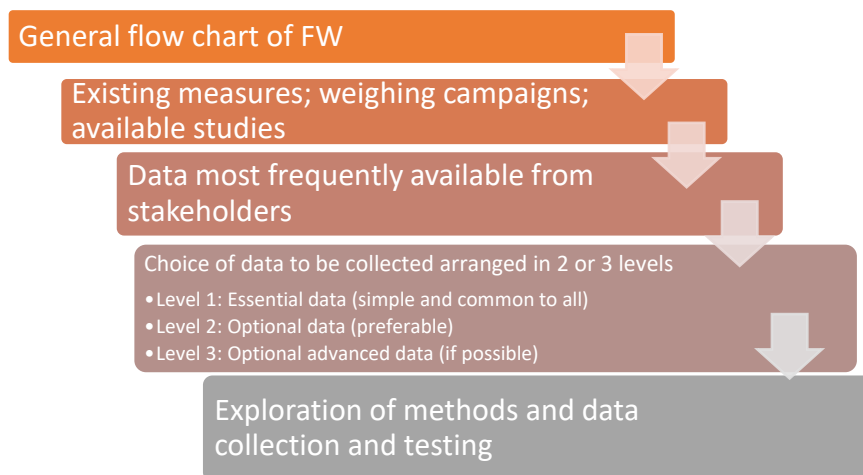 General flow chart of FW
Existing measures; weighing campaigns;
available studies
Data most frequently available from
stakeholders
Choice of data to be collected arranged in 2 or 3 levels
•Level 1: Essential data (simple and common to all)
•Level 2: Optional data (preferable)
•Level 3: Optional advanced data (if possible)
Exploration of methods and data
collection and testing